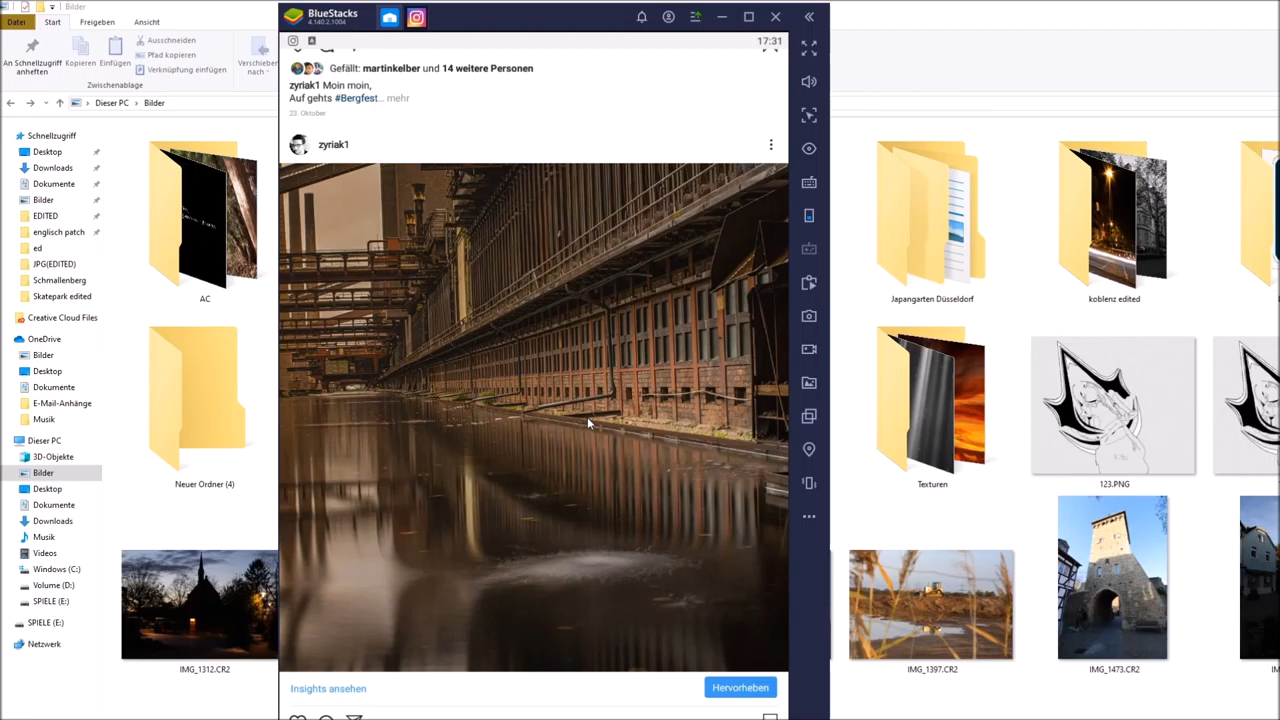 Bilder
BlueStacks
4.140.2.1004
Datei
Start
Freigeben
Ansicht
An Schnellzugriff
anheften
Kopieren
Einfügen
Ausschneiden
Pfad kopieren
Verknüpfung einfügen
Zwischenablage
Verschieben
nach
Dieser PC
Bilder
17:31
Gefällt: martinkelber und 14 weitere Personen
zyriak1 Moin moin,
Auf gehts #Bergfest... mehr
23. Oktober
zyriak1
Insights ansehen
Hervorheben
Schnellzugriff
Desktop
Downloads
Dokumente
Bilder
EDITED
englisch patch
ed
JPG(EDITED)
Schmallenberg
Skatepark edited
Creative Cloud Files
OneDrive
Bilder
Desktop
Dokumente
E-Mail-Anhänge
Musik
Dieser PC
3D-Objekte
Bilder
Desktop
Dokumente
Downloads
Musik
Videos
Windows (C:)
Volume (D:)
SPIELE (E:)
SPIELE (E:)
Netzwerk
AC
Japangarten Düsseldorf
koblenz edited
Neuer Ordner (4)
Texturen
123.PNG
IMG_1312.CR2
IMG_1397.CR2
IMG_1473.CR2